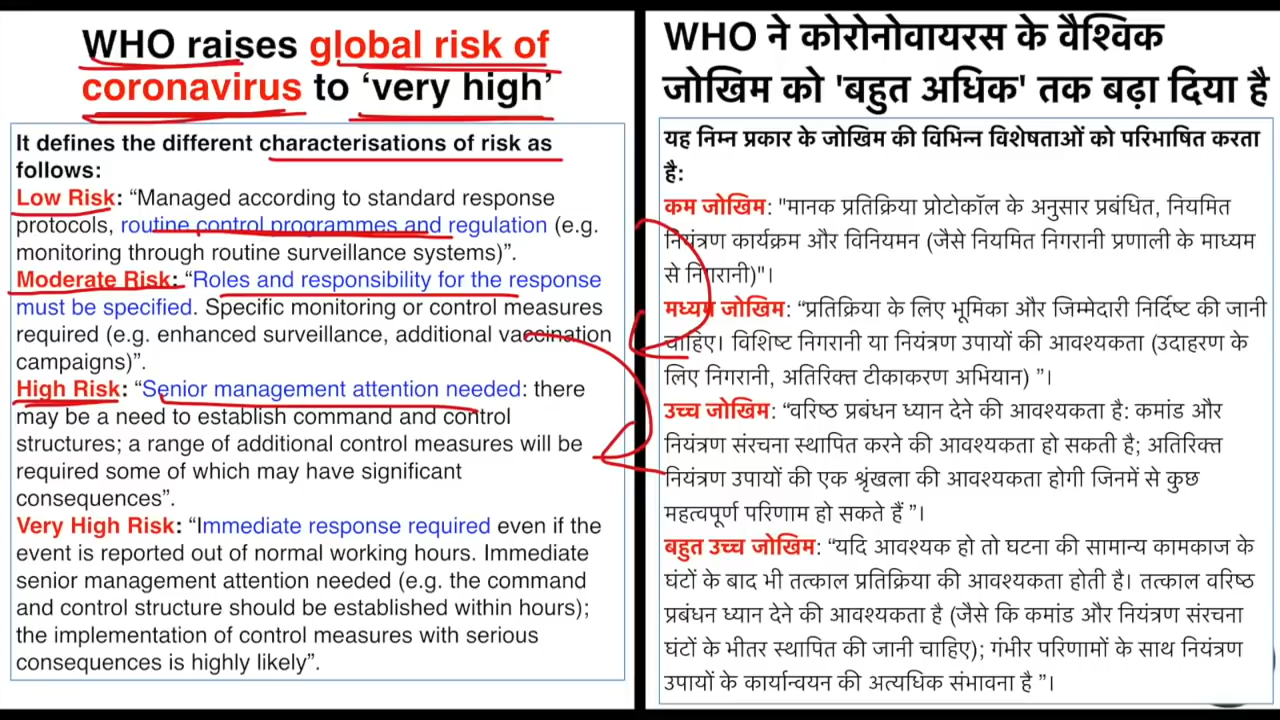 WHO raises global risk of
coronavirus to ‘very high’
It defines the different characterisations of risk as
follows:
Low Risk: “Managed according to standard response
protocols, routine control programmes and regulation (e.g.
monitoring through routine surveillance systems)”.
Moderate Risk: “Roles and responsibility for the response
must be specified. Specific monitoring or control measures
required (e.g. enhanced surveillance, additional vaccination
campaigns)”.
High Risk: “Senior management attention needed: there
may be a need to establish command and control
structures; a range of additional control measures will be
required some of which may have significant
consequences”.
Very High Risk: “Immediate response required even if the
event is reported out of normal working hours. Immediate
senior management attention needed (e.g. the command
and control structure should be established within hours);
the implementation of control measures with serious
consequences is highly likely”.
WHO ने कोरोनोवायरस के वैश्विक
जोखिम को 'बहुत अधिक' तक बढ़ा दिया है
यह निम्न प्रकार के जोखिम की विभिन्न विशेषताओं को परिभाषित करता
है:
कम जोखिम: "मानक प्रतिक्रिया प्रोटोकॉल के अनुसार प्रबंधित, नियमित
नियंत्रण कार्यक्रम और विनियमन (जैसे नियमित निगरानी प्रणाली के माध्यम
से निगरानी)"।
मध्यम जोखिम: “प्रतिक्रिया के लिए भूमिका और जिम्मेदारी निर्दिष्ट की जानी
चाहिए। विशिष्ट निगरानी या नियंत्रण उपायों की आवश्यकता (उदाहरण के
लिए निगरानी, अतिरिक्त टीकाकरण अभियान) ”।
उच्च जोखिम: “वरिष्ठ प्रबंधन ध्यान देने की आवश्यकता है: कमांड और
नियंत्रण संरचना स्थापित करने की आवश्यकता हो सकती है; अतिरिक्त
नियंत्रण उपायों की एक श्रृंखला की आवश्यकता होगी जिनमें से कुछ
महत्वपूर्ण परिणाम हो सकते हैं ”।
बहुत उच्च जोखिम: “यदि आवश्यक हो तो घटना की सामान्य कामकाज के
घंटों के बाद भी तत्काल प्रतिक्रिया की आवश्यकता होती है। तत्काल वरिष्ठ
प्रबंधन ध्यान देने की आवश्यकता है (जैसे कि कमांड और नियंत्रण संरचना
घंटों के भीतर स्थापित की जानी चाहिए); गंभीर परिणामों के साथ नियंत्रण
उपायों के कार्यान्वयन की अत्यधिक संभावना है ”।